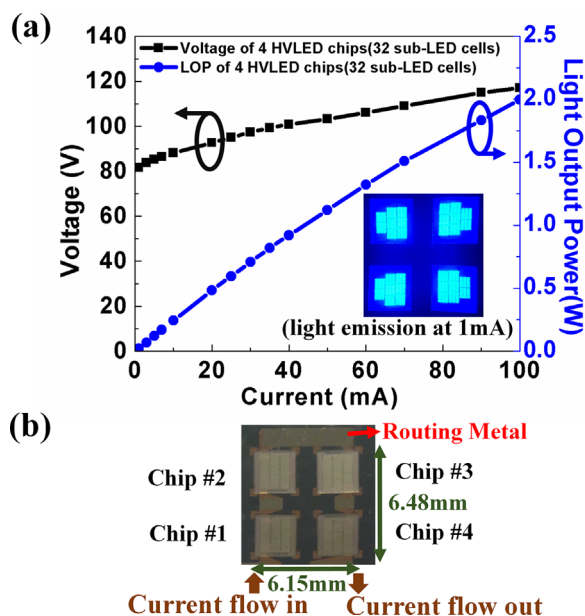 (a)
Voltage of 4 HVLED chips(32 sub-LED cells)
LOP of 4 HVLED chips(32 sub-LED cells)
Voltage (V)
140
120
100
80
60
40
20
0
Light Output Power(W)
2.5
2.0
1.5
1.0
0.5
0.0
(light emission at 1mA)
0 20 40 60 80 100
Current (mA)
(b)
Routing Metal
Chip #2
Chip #3
6.48mm
Chip #1
Chip #4
6.15mm
Current flow in
Current flow out